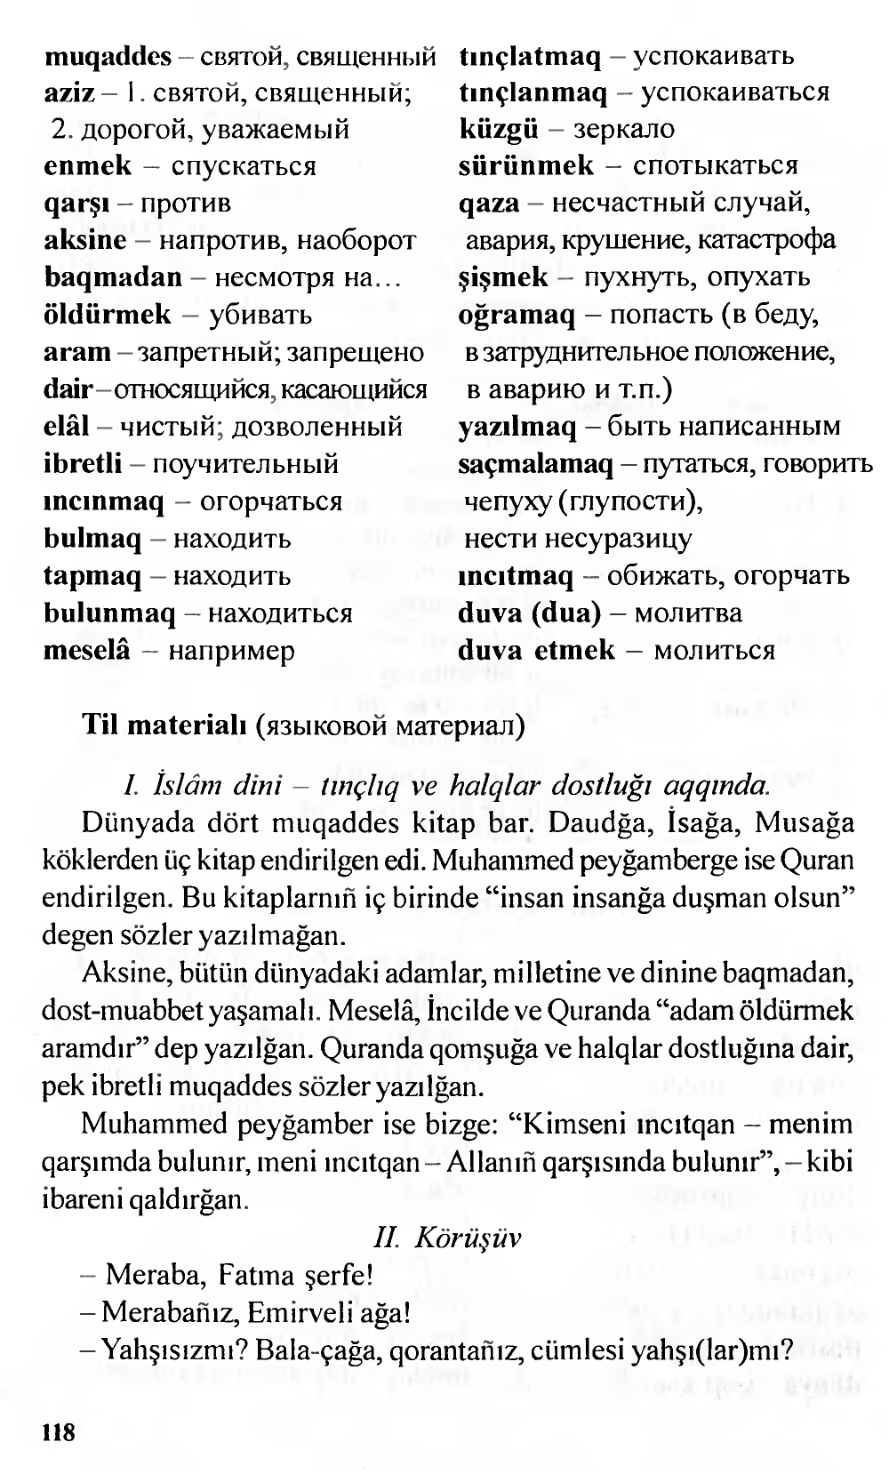 muqaddes – святой, священный
aziz – 1. святой, священный;
2. дорогой, уважаемый
enmek – спускаться
qarşı – против
aksine – напротив, наоборот
baqmadan – несмотря на...
öldürmek – убивать
aram – запретный; запрещено
dair – относящийся, касающийся
elâl – чистый; дозволенный
ibretli – поучительный
ıncınmaq – огорчаться
bulmaq – находить
tapmaq – находить
bulunmaq – находиться
meselâ – например
tınçlatmaq – успокаивать
tınçlanmaq – успокаиваться
küzgü – зеркало
sürünmek – спотыкаться
qaza – несчастный случай,
авария, крушение, катастрофа
şişmek – пухнуть, опухать
oğramaq – попасть (в беду,
в затруднительное положение,
в аварию и т.п.)
yazılmaq – быть написанным
saçmalamaq – путаться, говорить
чепуху (глупости),
нести несуразицу
ıncıtmaq – обижать, огорчать
duva (dua) – молитва
duva etmek – молиться
Til materialı (языковой материал)
I. İslâm dini – tınçlıq ve halqlar dostluğı aqqında.
Dünyada dört muqaddes kitap bar. Daudğa, İsağa, Musağa
köklerden üç kitap endirilgen edi. Muhammed peyğamberge ise Quran
endirilgen. Bu kitaplarnıñ iç birinde “insan insanğa duşman olsun”
degen sözler yazılmağan.
Aksine, bütün dünyadaki adamlar, milletine ve dinine baqmadan,
dost-muabbet yaşamalı. Meselâ, İncilde ve Quranda “adam öldürmek
aramdır” dep yazılğan. Quranda qomşuğa ve halqlar dostluğına dair,
pek ibretli muqaddes sözler yazılğan.
Muhammed peyğamber ise bizge: “Kimseni ıncıtqan – menim
qarşımda bulunır, meni ıncıtqan – Allanıñ qarşısında bulunır”, – kibi
ibareni qaldırğan.
II. Körüşüv
– Meraba, Fatma şerfe!
– Merabañız, Emirveli ağa!
– Yahşısızmı? Bala-çağa, qorantañız, cümlesi yahşı(lar)mı?
118